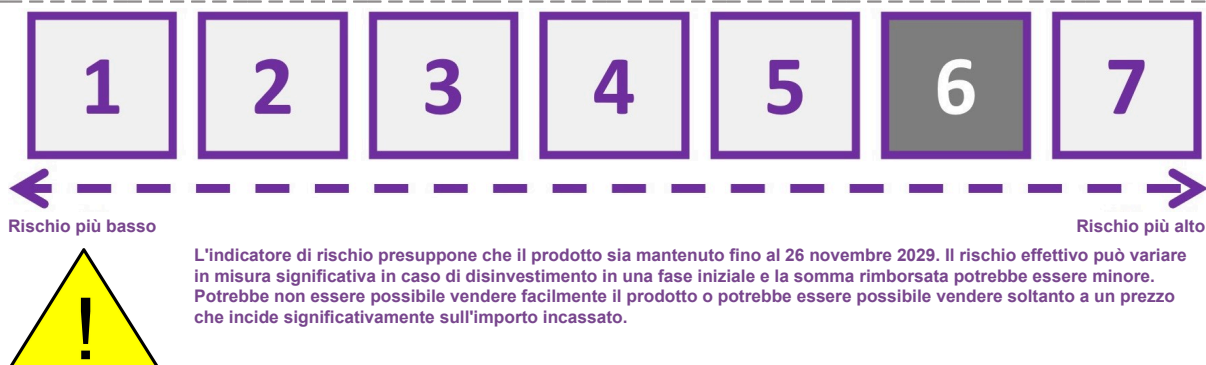 1 2 3 4 5 6 7
Rischio più basso Rischio più alto
L'indicatore di rischio presuppone che il prodotto sia mantenuto fino al 26 novembre 2029. Il rischio effettivo può variare
in misura significativa in caso di disinvestimento in una fase iniziale e la somma rimborsata potrebbe essere minore.
Potrebbe non essere possibile vendere facilmente il prodotto o potrebbe essere possibile vendere soltanto a un prezzo
che incide significativamente sull'importo incassato.
!